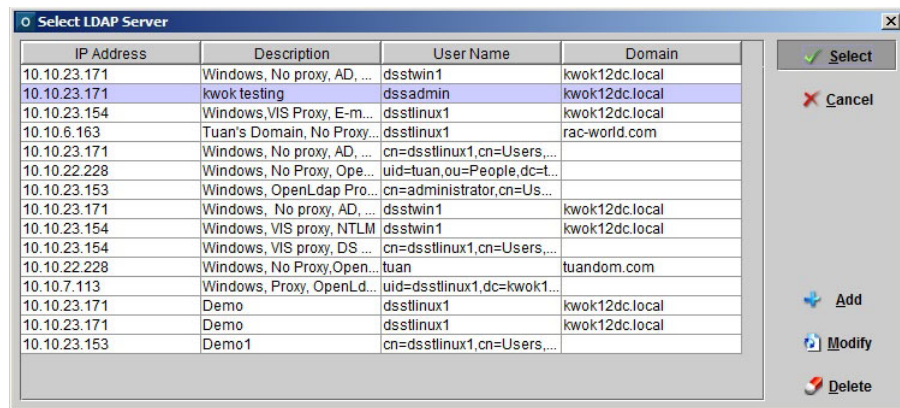 Select LDAP Server
IP Address Description User Name Domain
10.10.23.171 Windows, No proxy, AD, ... dsstwin1 kwok12dc.local
10.10.23.171 kwok testing dssadmin kwok12dc.local
10.10.23.154 Windows,VIS Proxy, E-m... dsstlinux1 kwok12dc.local
10.10.6.163 Tuan's Domain, No Proxy... dsstlinux1 rac-world.com
10.10.23.171 Windows, No proxy, AD, ... cn=dsstlinux1,cn=Users,...
10.10.22.228 Windows, No Proxy, Ope... uid=tuan,ou=People,dc=t...
10.10.23.153 Windows, OpenLdap Pro... cn=administrator,cn=Us...
10.10.23.171 Windows, No proxy, AD, ... dsstwin1 kwok12dc.local
10.10.23.154 Windows, VIS proxy, NTLM dsstwin1 kwok12dc.local
10.10.23.154 Windows, VIS proxy, DS ... cn=dsstlinux1,cn=Users,...
10.10.22.228 Windows, No Proxy,Open... tuan tuandom.com
10.10.7.113 Windows, Proxy, OpenLd... uid=dsstlinux1,dc=kwok1...
10.10.23.171 Demo dsstlinux1 kwok12dc.local
10.10.23.171 Demo dsstlinux1 kwok12dc.local
10.10.23.153 Demo1 cn=dsstlinux1,cn=Users,...
Select
Cancel
Add
Modify
Delete